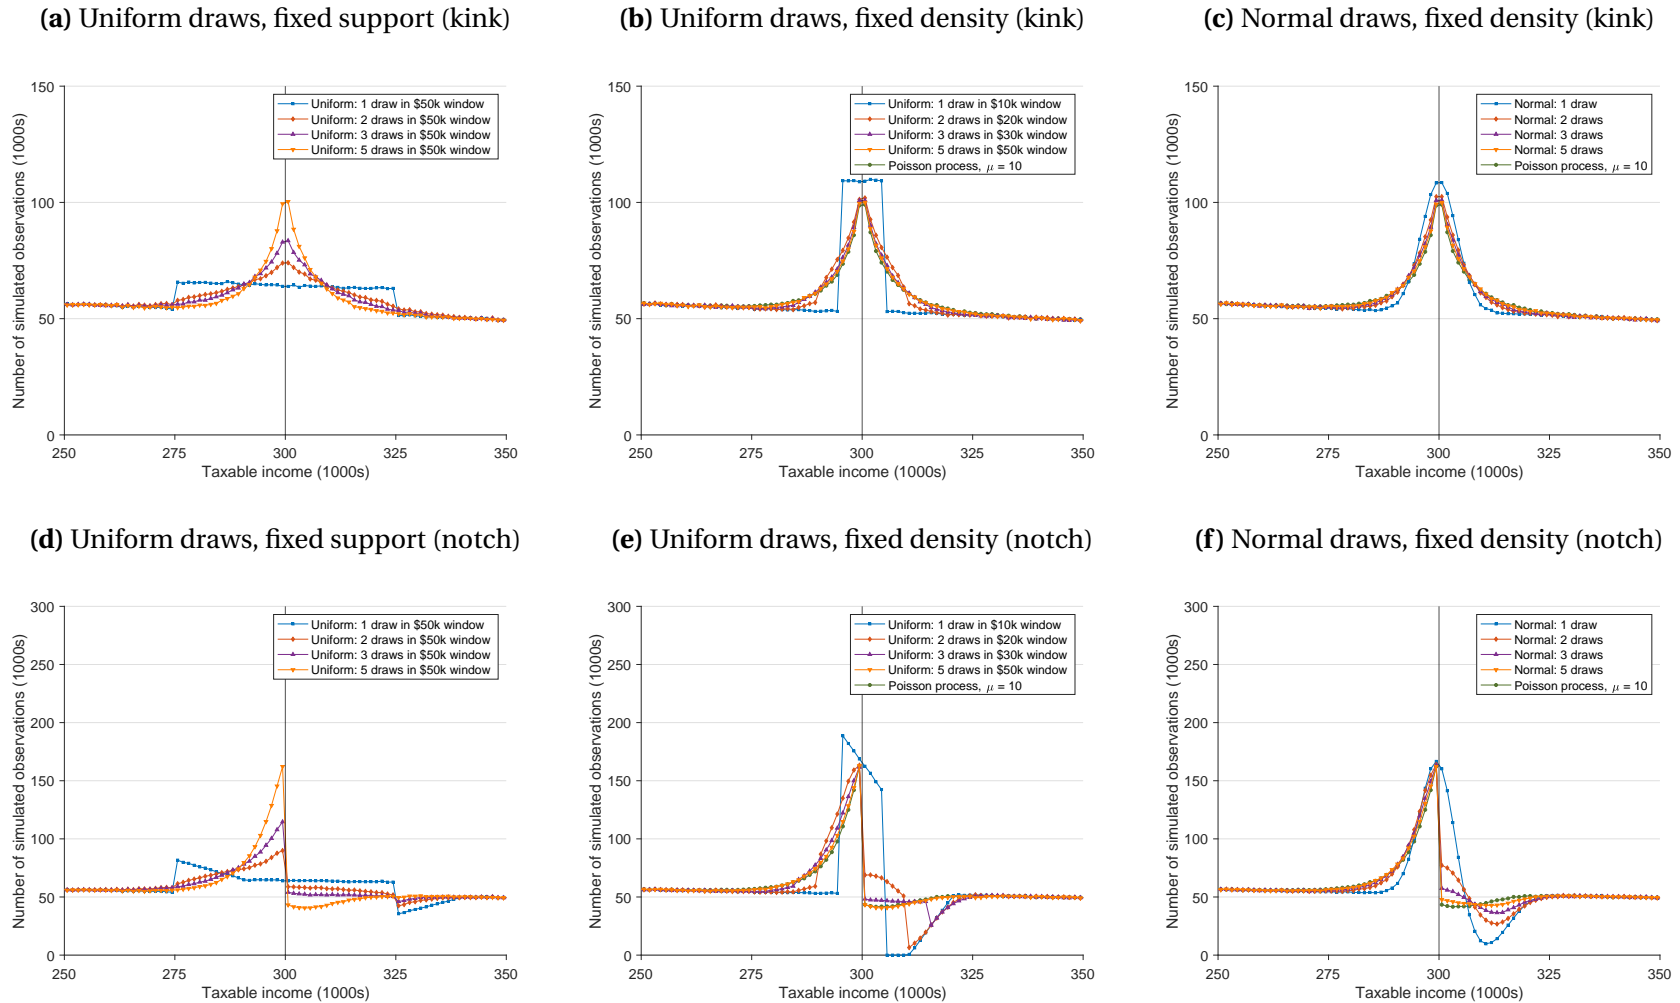 (a) Uniform draws, fixed support (kink)
Number of simulated observations (1000s)
150
100
50
0
250
275
300
325
350
Taxable income (1000s)
Uniform: 1 draw in $50k window
Uniform: 2 draws in $50k window
Uniform: 3 draws in $50k window
Uniform: 5 draws in $50k window
(b) Uniform draws, fixed density (kink)
Number of simulated observations (1000s)
150
100
50
0
250
275
300
325
350
Taxable income (1000s)
Uniform: 1 draw in $10k window
Uniform: 2 draws in $20k window
Uniform: 3 draws in $30k window
Uniform: 5 draws in $50k window
Poisson process, μ = 10
(c) Normal draws, fixed density (kink)
Number of simulated observations (1000s)
150
100
50
0
250
275
300
325
350
Taxable income (1000s)
Normal: 1 draw
Normal: 2 draws
Normal: 3 draws
Normal: 5 draws
Poisson process, μ = 10
(d) Uniform draws, fixed support (notch)
Number of simulated observations (1000s)
300
250
200
150
100
50
0
250
275
300
325
350
Taxable income (1000s)
Uniform: 1 draw in $50k window
Uniform: 2 draws in $50k window
Uniform: 3 draws in $50k window
Uniform: 5 draws in $50k window
(e) Uniform draws, fixed density (notch)
Number of simulated observations (1000s)
300
250
200
150
100
50
0
250
275
300
325
350
Taxable income (1000s)
Uniform: 1 draw in $10k window
Uniform: 2 draws in $20k window
Uniform: 3 draws in $30k window
Uniform: 5 draws in $50k window
Poisson process, μ = 10
(f) Normal draws, fixed density (notch)
Number of simulated observations (1000s)
300
250
200
150
100
50
0
250
275
300
325
350
Taxable income (1000s)
Normal: 1 draw
Normal: 2 draws
Normal: 3 draws
Normal: 5 draws
Poisson process, μ = 10